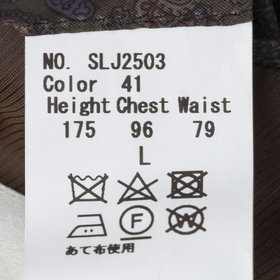 NO. SLJ2503
Color 41
Height Chest Waist
175 96 79
L
F W
あて布使用